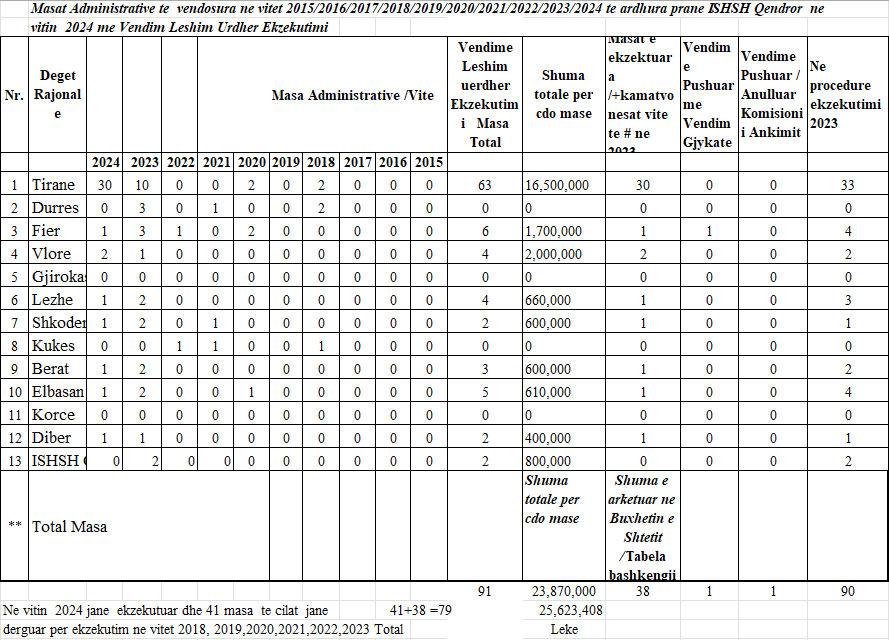 Masat Administrative te vendosura ne vitet 2015/2016/2017/2018/2019/2020/2021/2022/2023/2024 te ardhura prane ISHSH Qendror ne
vitin 2024 me Vendim Leshim Urdher Ekzekutimi
Nr. Deget Rajonale Masa Administrative /Vite Vendime Leshim uerdher Ekzekutimi Masa Total Shuma totale per cdo mase Masat e ekzektuara /+kamatvonesat vite te # ne 2023 Vendime Pushuar me Vendim Gjykate Vendime Pushuar / Anulluar Komisioni i Ankimit Ne procedure ekzekutimi 2023
2024 2023 2022 2021 2020 2019 2018 2017 2016 2015
1 Tirane 30 10 0 0 2 0 2 0 0 0 63 16,500,000 30 0 0 33
2 Durres 0 3 0 1 0 0 2 0 0 0 0 0 0 0 0 0
3 Fier 1 3 1 0 2 0 0 0 0 0 6 1,700,000 1 1 0 4
4 Vlore 2 1 0 0 0 0 0 0 0 0 4 2,000,000 2 0 0 2
5 Gjirokas 0 0 0 0 0 0 0 0 0 0 0 0 0 0 0 0
6 Lezhe 1 2 0 0 0 0 0 0 0 0 4 660,000 1 0 0 3
7 Shkoder 1 2 0 1 0 0 0 0 0 0 2 600,000 1 0 0 1
8 Kukes 0 0 1 1 0 0 1 0 0 0 0 0 0 0 0 0
9 Berat 1 2 0 0 0 0 0 0 0 0 3 600,000 1 0 0 2
10 Elbasan 1 2 0 0 1 0 0 0 0 0 5 610,000 1 0 0 4
11 Korce 0 0 0 0 0 0 0 0 0 0 0 0 0 0 0 0
12 Diber 1 1 0 0 0 0 0 0 0 0 2 400,000 1 0 0 1
13 ISHSH 0 2 0 0 0 0 0 0 0 0 2 800,000 0 0 0 2
** Total Masa Shuma totale per cdo mase Shuma e arketuar ne Buxhetin e Shtetit /Tabela bashkengji
91 23,870,000 38 1 1 90
Ne vitin 2024 jane ekzekutuar dhe 41 masa te cilat jane 41+38 =79 25,623,408
derguar per ekzekutim ne vitet 2018, 2019,2020,2021,2022,2023 Total Leke